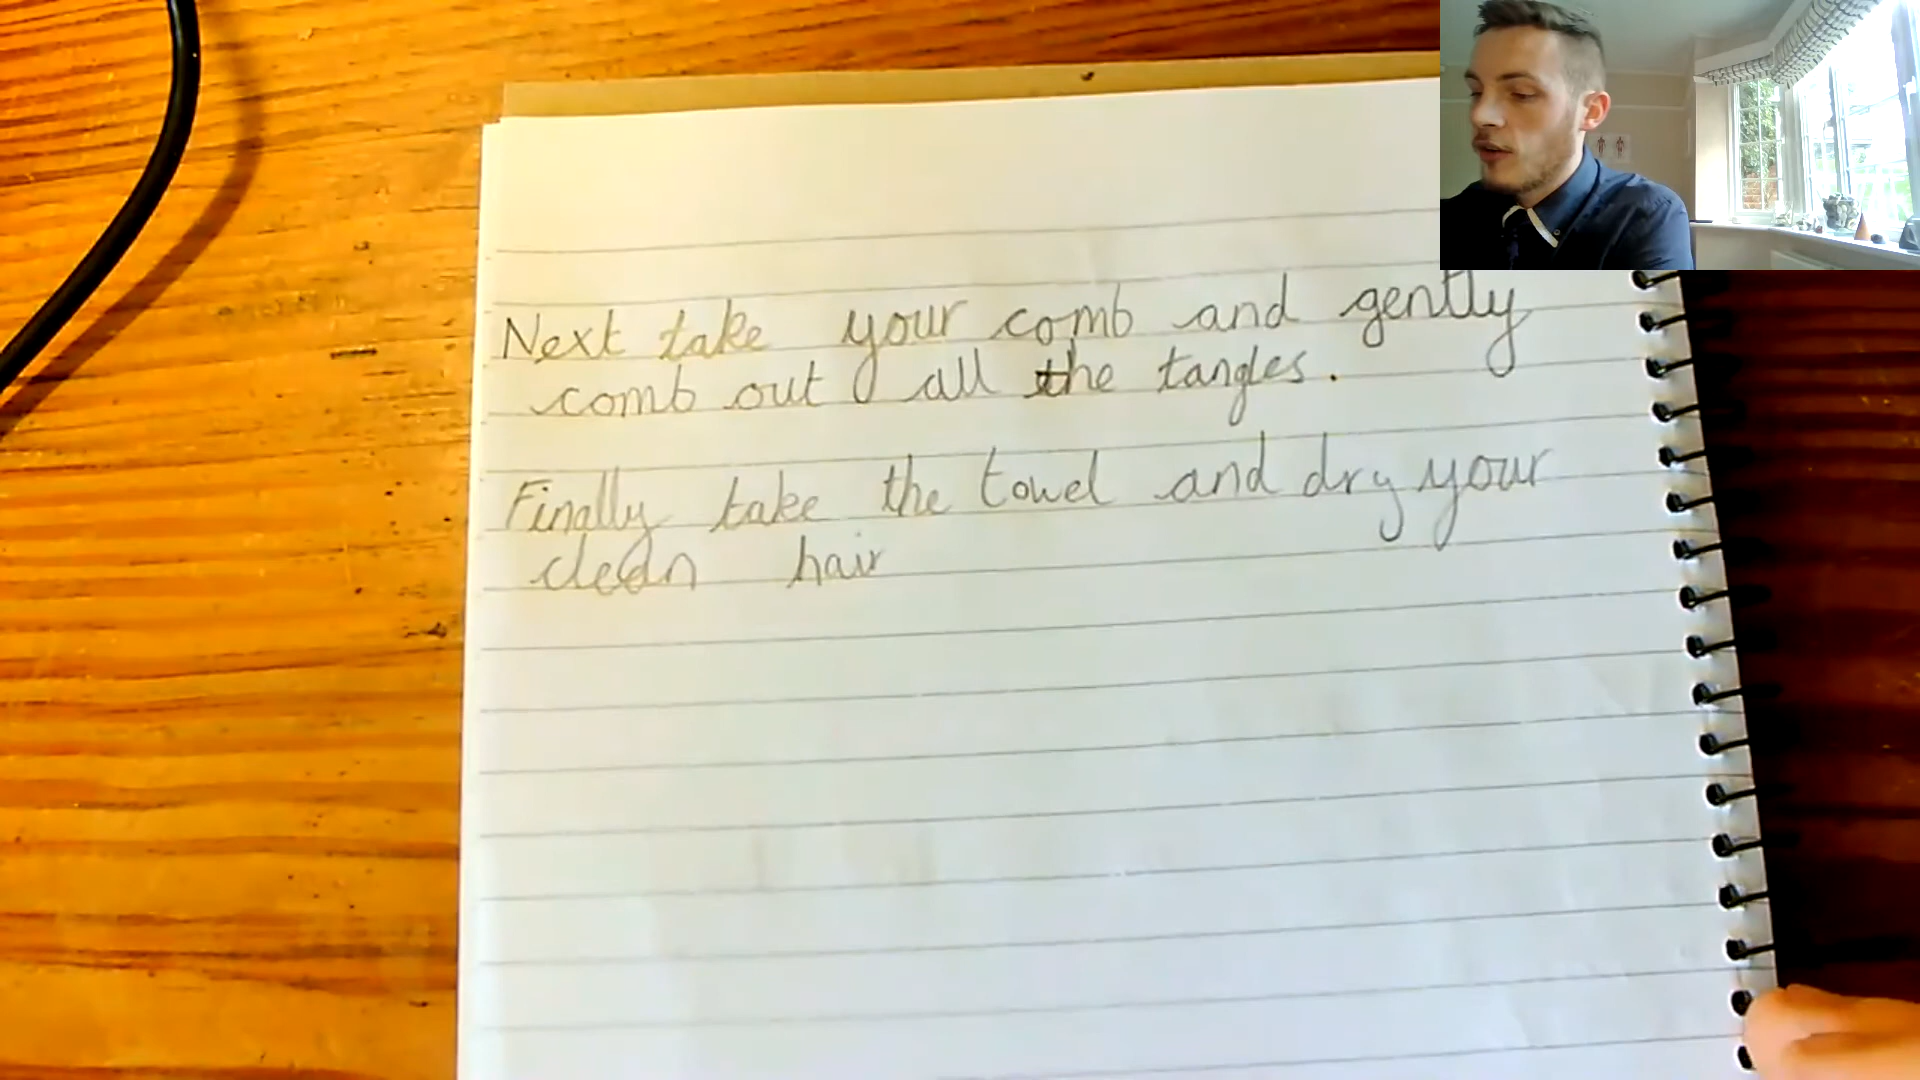 Next take your comb and gently
comb out all the tangles.
Finally take the towel and dry your
clean hair